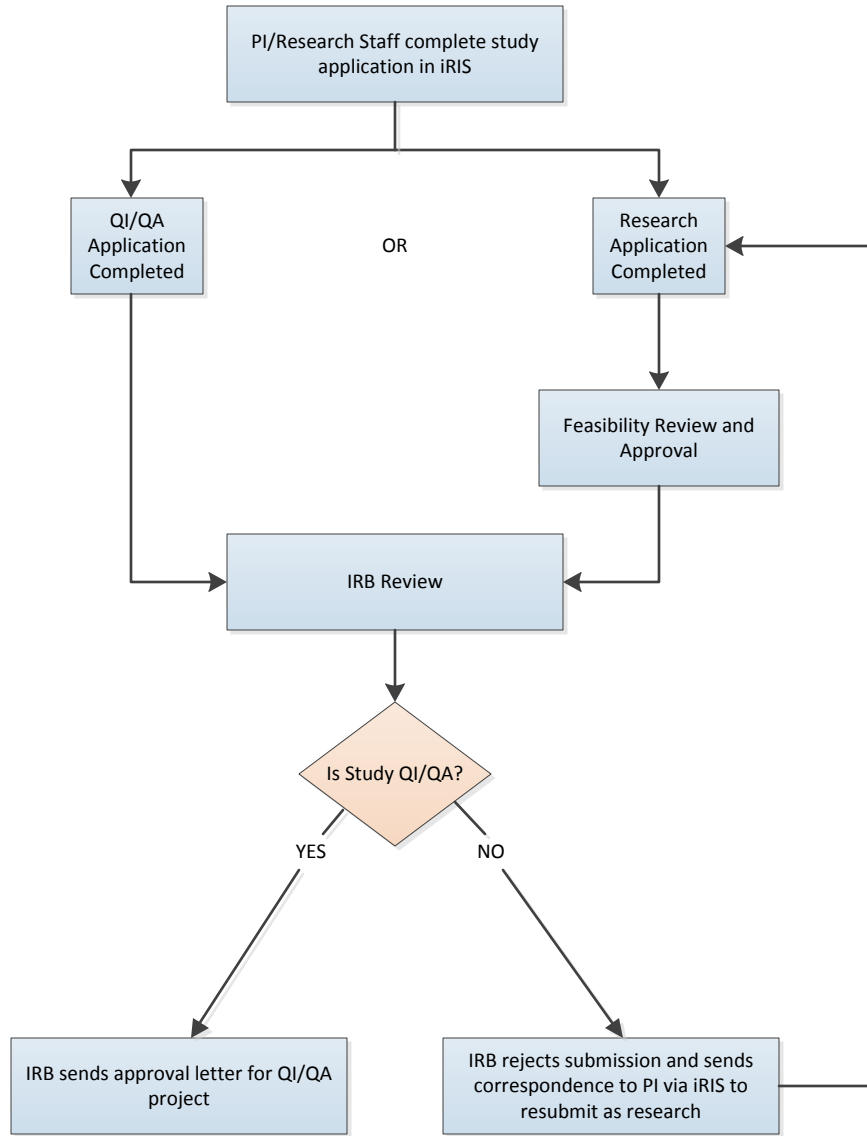 PI/Research Staff complete study
application in iRIS
QI/QA
Application
Completed
OR
Research
Application
Completed
Feasibility Review and
Approval
IRB Review
Is Study QI/QA?
YES
NO
IRB sends approval letter for QI/QA
project
IRB rejects submission and sends
correspondence to PI via iRIS to
resubmit as research